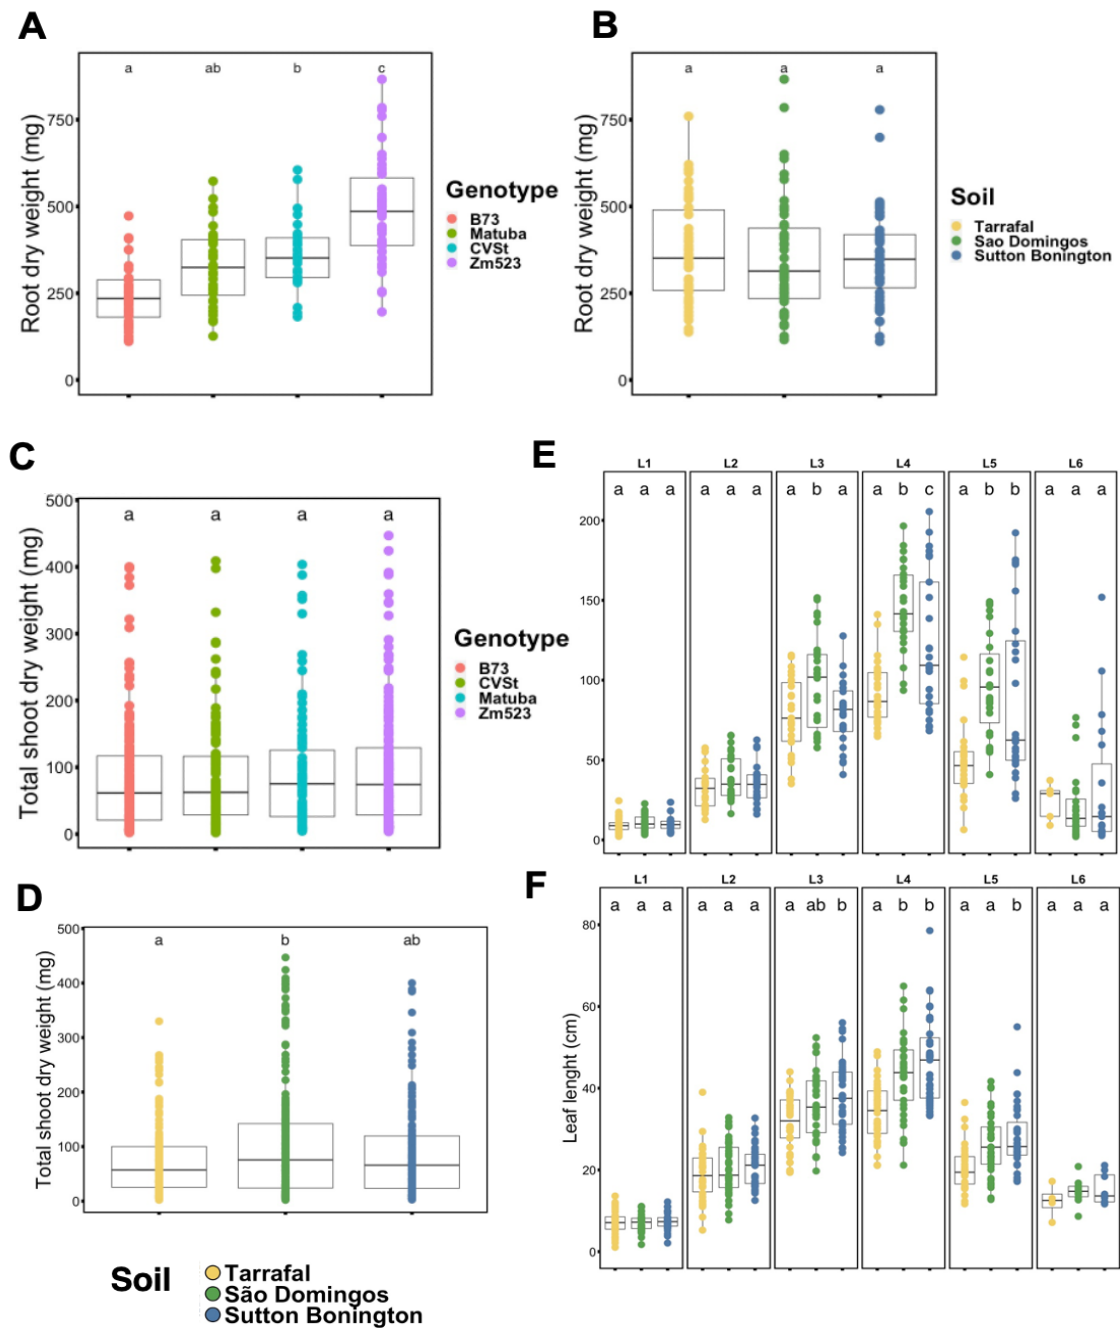 A
a ab b c
Root dry weight (mg)
750
500
250
0
Genotype
B73
Matuba
CVSt
Zm523
B
a a a
Root dry weight (mg)
750
500
250
0
Soil
Tarrafal
Sao Domingos
Sutton Bonington
C
a a a a
Total shoot dry weight (mg)
500
400
300
200
100
0
Genotype
B73
CVSt
Matuba
Zm523
D
a b ab
Total shoot dry weight (mg)
500
400
300
200
100
0
E
L1 L2 L3 L4 L5 L6
a a a a a a a b a a b c a b b a a a
200
150
100
50
0
F
L1 L2 L3 L4 L5 L6
a a a a a a a ab b a b b a a b a a a
Leaf lenght (cm)
80
60
40
20
0
Soil
Tarrafal
São Domingos
Sutton Bonington